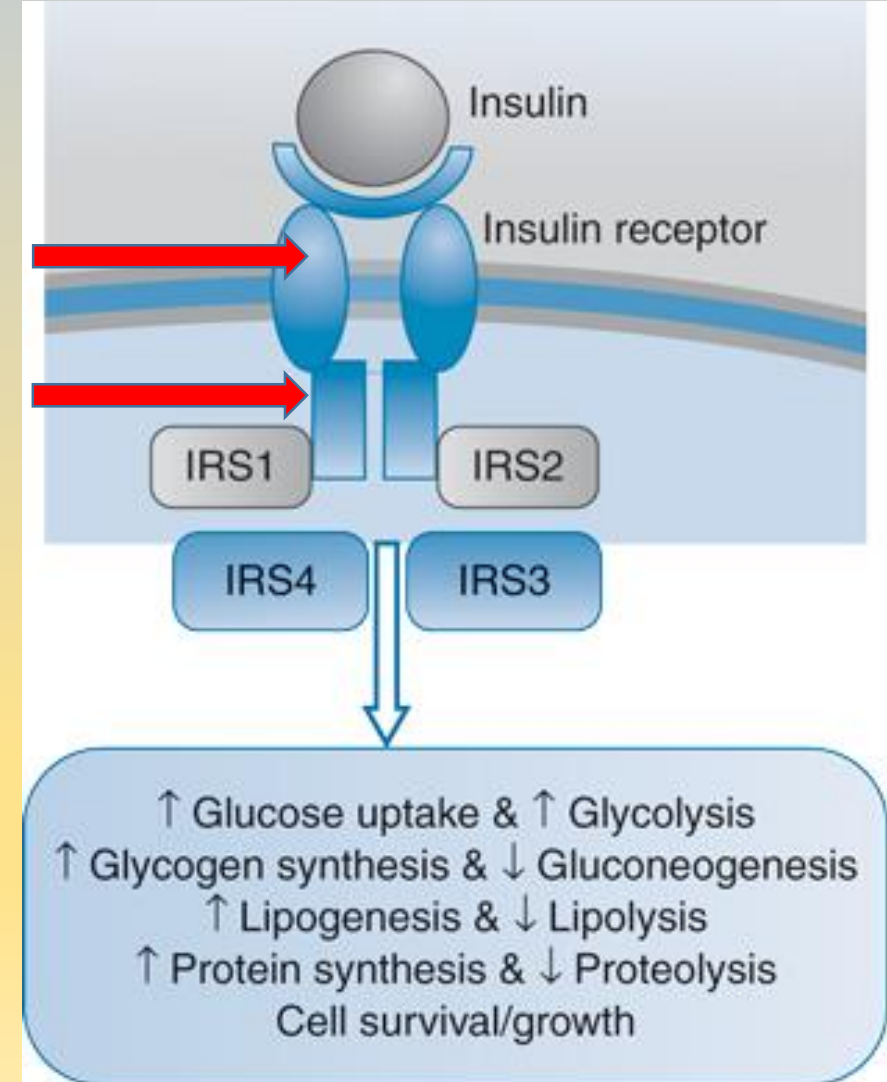 Insulin
Insulin receptor
IRS1
IRS2
IRS4
IRS3
↑ Glucose uptake & ↑ Glycolysis
↑ Glycogen synthesis & ↓ Gluconeogenesis
↑ Lipogenesis & ↓ Lipolysis
↑ Protein synthesis & ↓ Proteolysis
Cell survival/growth